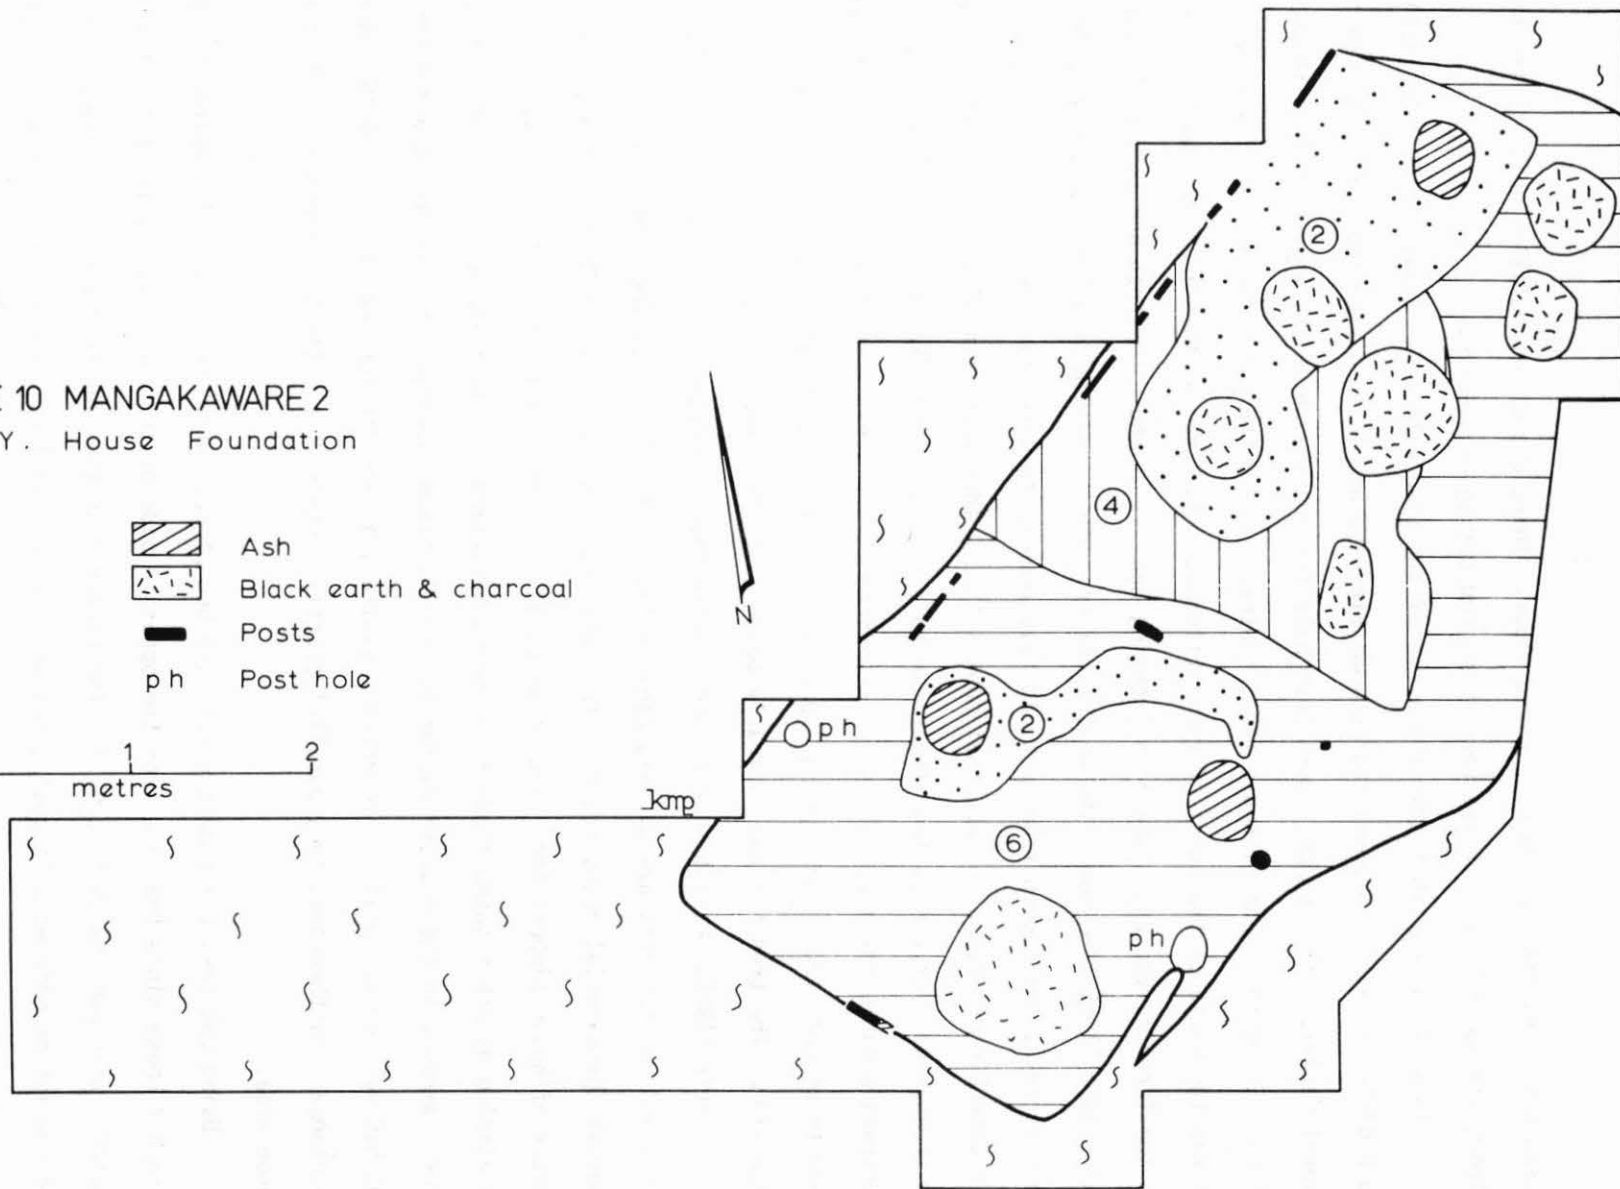 10 MANGAKAWARE 2
Y. House Foundation
Ash
Black earth & charcoal
Posts
ph Post hole
1 2
metres
N
kmp
2
4
2
ph
6
ph